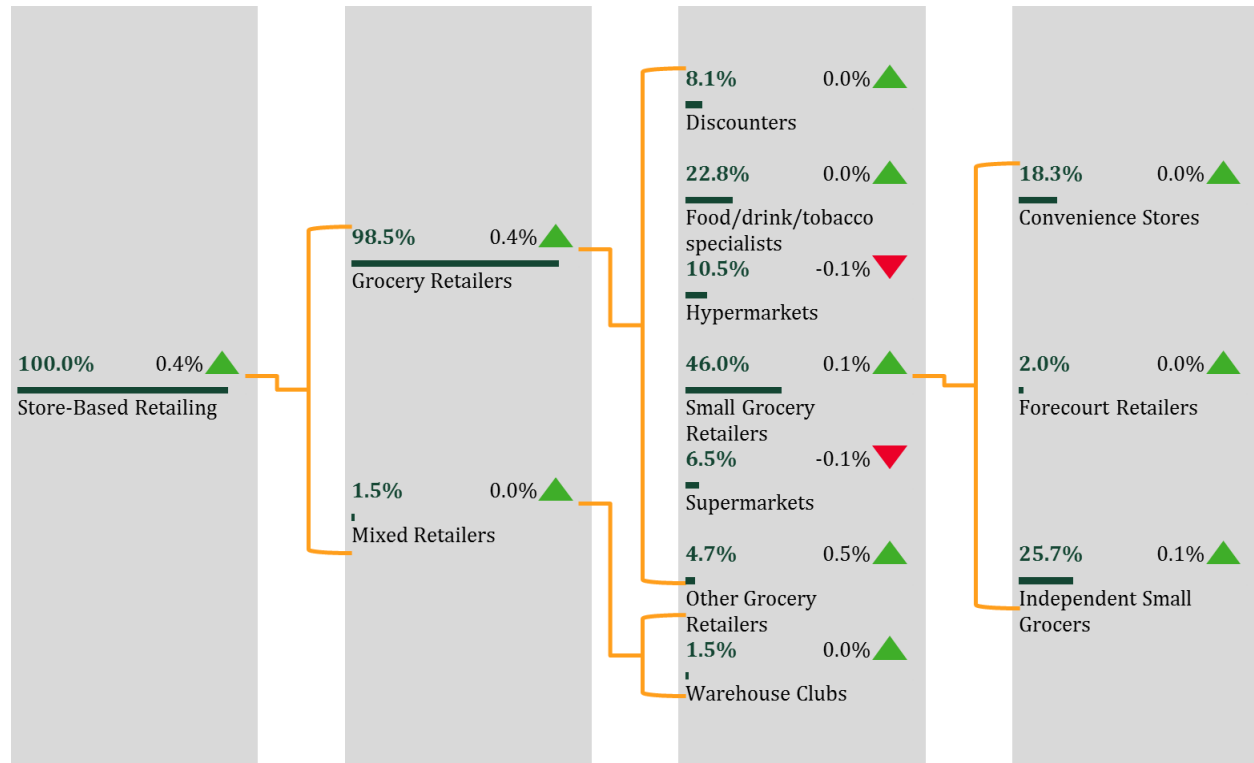 100.0% 0.4%
Store-Based Retailing
98.5% 0.4%
Grocery Retailers
1.5% 0.0%
Mixed Retailers
8.1% 0.0%
Discounters
22.8% 0.0%
Food/drink/tobacco
specialists
10.5% -0.1%
Hypermarkets
46.0% 0.1%
Small Grocery
Retailers
6.5% -0.1%
Supermarkets
4.7% 0.5%
Other Grocery
Retailers
1.5% 0.0%
Warehouse Clubs
18.3% 0.0%
Convenience Stores
2.0% 0.0%
Forecourt Retailers
25.7% 0.1%
Independent Small
Grocers